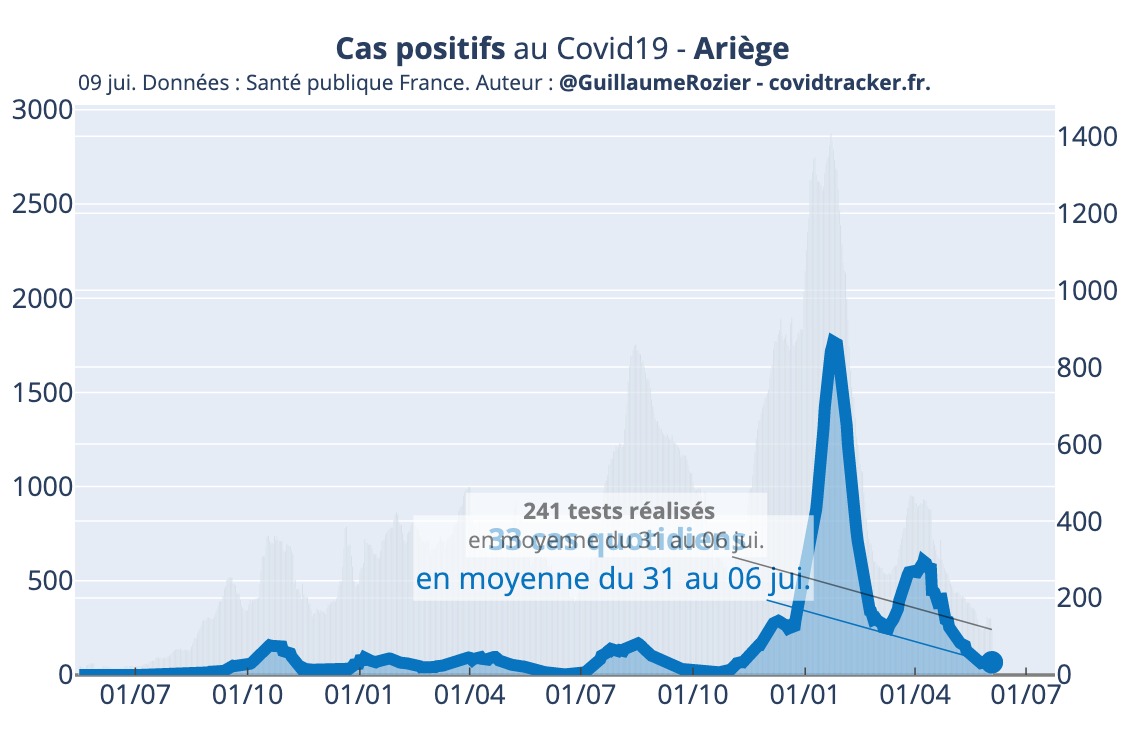 Cas positifs au Covid19 - Ariège
09 jui. Données : Santé publique France. Auteur : @GuillaumeRozier - covidtracker.fr.
3000
2500
2000
1500
1000
500
0
1400
1200
1000
800
600
400
200
0
241 tests réalisés
en moyenne du 31 au 06 jui.
33 cas quotidiens
en moyenne du 31 au 06 jui.
01/07 01/10 01/01 01/04 01/07 01/10 01/01 01/04 01/07